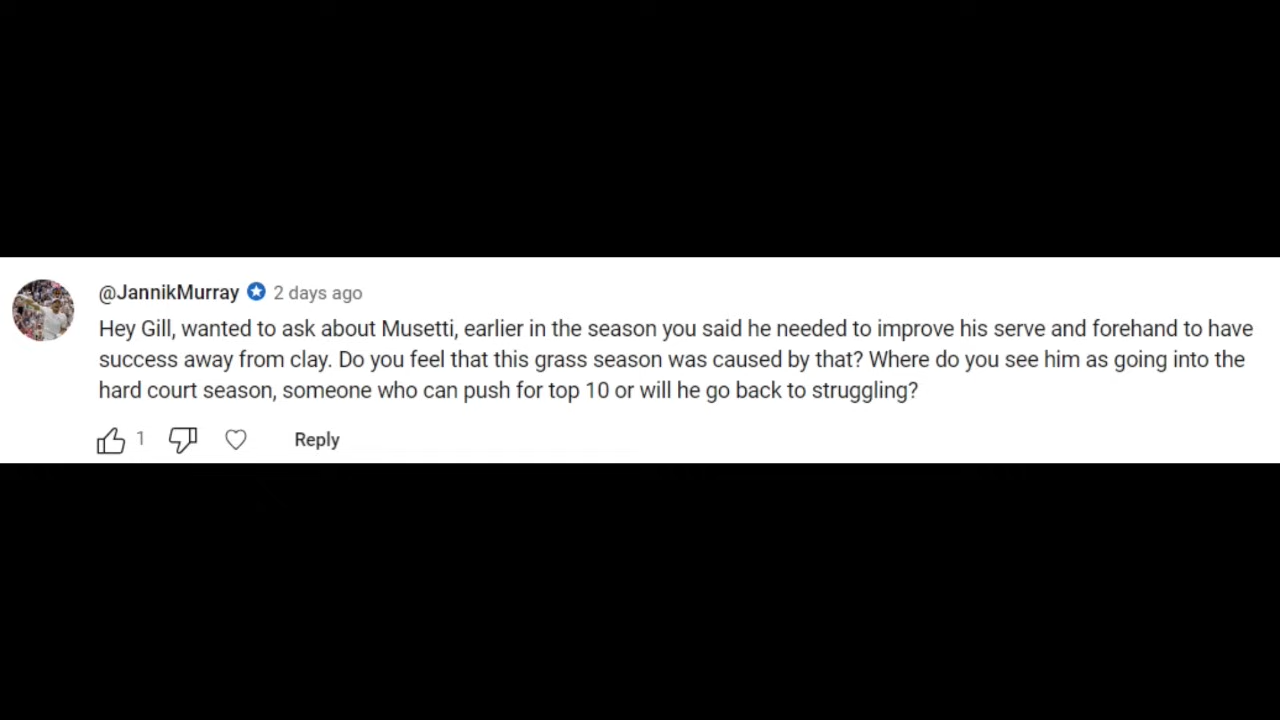 @JannikMurray 2 days ago
Hey Gill, wanted to ask about Musetti, earlier in the season you said he needed to improve his serve and forehand to have
success away from clay. Do you feel that this grass season was caused by that? Where do you see him as going into the
hard court season, someone who can push for top 10 or will he go back to struggling?
1 Reply